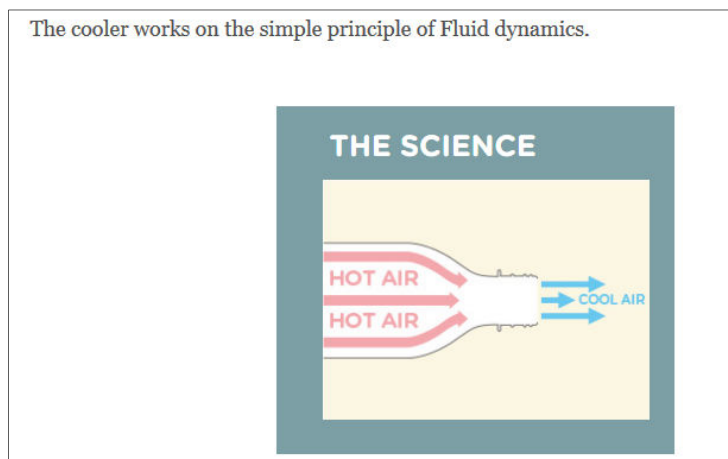 The cooler works on the simple principle of Fluid dynamics.
THE SCIENCE
HOT AIR
COOL AIR
HOT AIR